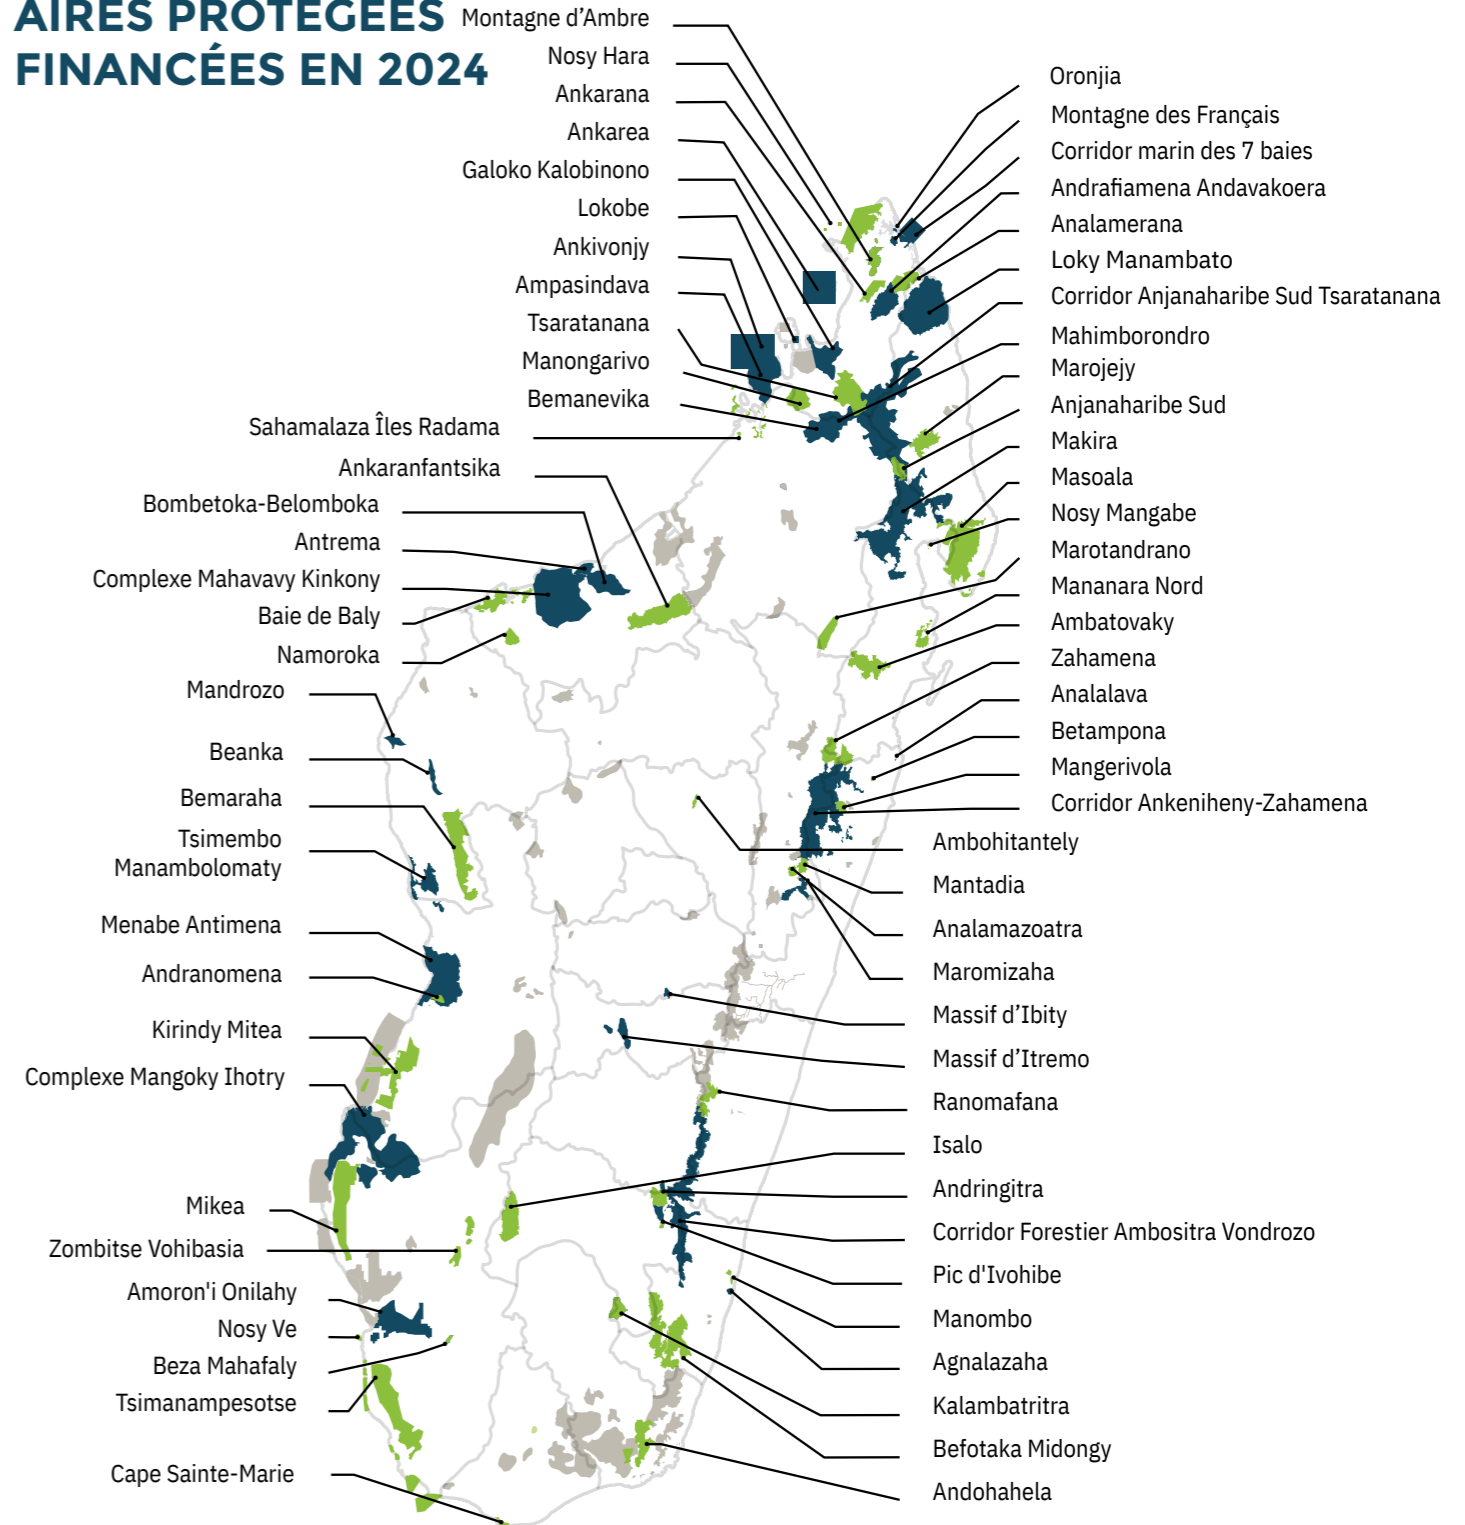 AIRES PROTÉGÉES
FINANCÉES EN 2024
Montagne d’Ambre
Nosy Hara
Ankarana
Ankarea
Galoko Kalobinono
Lokobe
Ankivonjy
Ampasindava
Tsaratanana
Manongarivo
Bemanevika
Sahamalaza Îles Radama
Ankaranfantsika
Bombetoka-Belomboka
Antrema
Complexe Mahavavy Kinkony
Baie de Baly
Namoroka
Mandrozo
Beanka
Bemaraha
Tsimembo
Manambolomaty
Menabe Antimena
Andranomena
Kirindy Mitea
Complexe Mangoky Ihotry
Mikea
Zombitse Vohibasia
Amoron'i Onilahy
Nosy Ve
Beza Mahafaly
Tsimanampesotse
Cape Sainte-Marie
Oronjia
Montagne des Français
Corridor marin des 7 baies
Andrafiamena Andavakoera
Analamerana
Loky Manambato
Corridor Anjanaharibe Sud Tsaratanana
Mahimborondro
Marojejy
Anjanaharibe Sud
Makira
Masoala
Nosy Mangabe
Marotandrano
Mananara Nord
Ambatovaky
Zahamena
Analalava
Betampona
Mangerivola
Corridor Ankeniheny-Zahamena
Ambohitantely
Mantadia
Analamazoatra
Maromizaha
Massif d’Ibity
Massif d’Itremo
Ranomafana
Isalo
Andringitra
Corridor Forestier Ambositra Vondrozo
Pic d'Ivohibe
Manombo
Agnalazaha
Kalambatritra
Befotaka Midongy
Andohahela